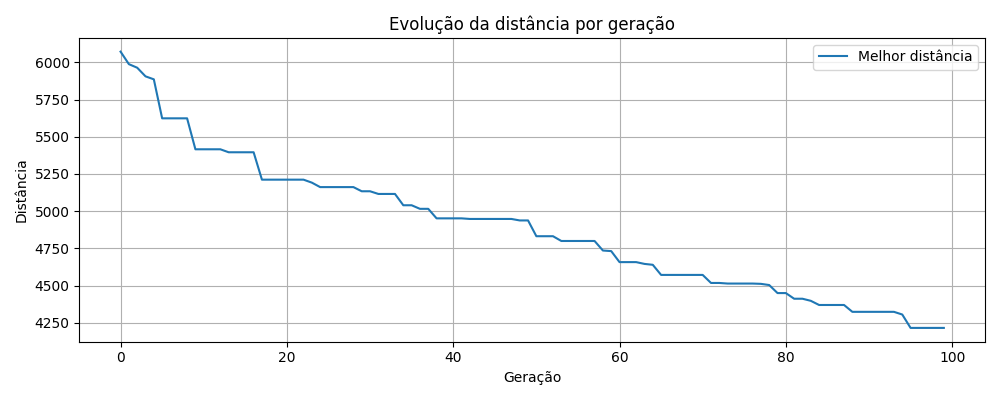 Evolução da distância por geração
Melhor distância
Distância
6000
5750
5500
5250
5000
4750
4500
4250
0 20 40 60 80 100
Geração